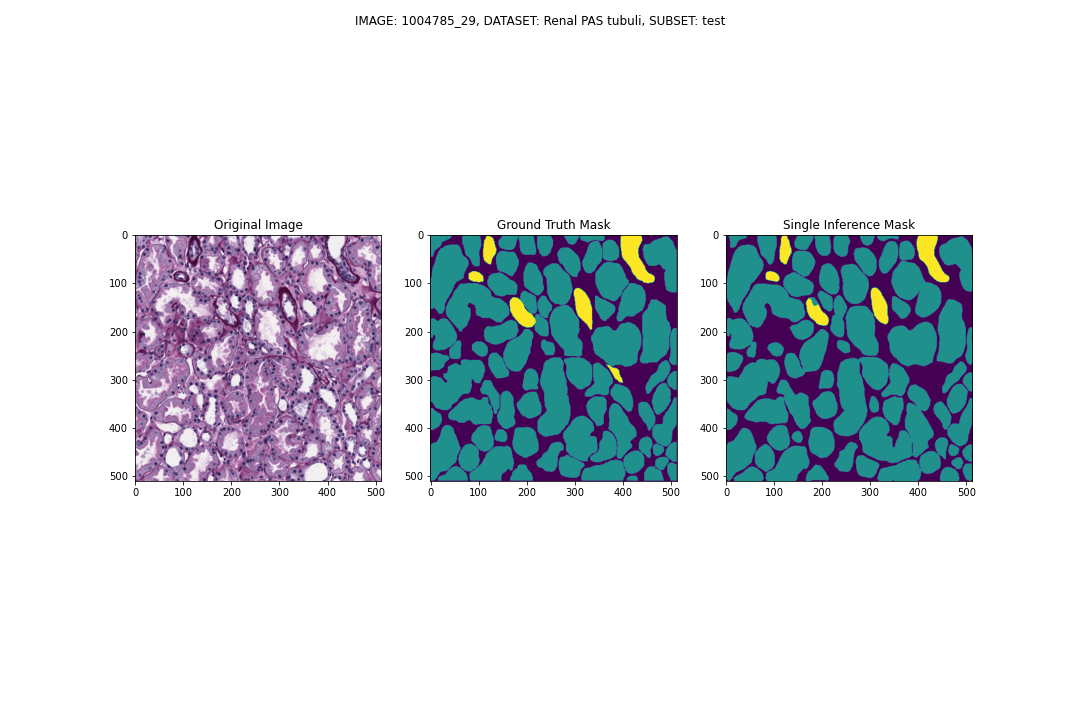 IMAGE: 1004785_29, DATASET: Renal PAS tubuli, SUBSET: test
Original Image
Ground Truth Mask
Single Inference Mask
0
100
200
300
400
500
0 100 200 300 400 500
0
100
200
300
400
500
0 100 200 300 400 500
0
100
200
300
400
500
0 100 200 300 400 500